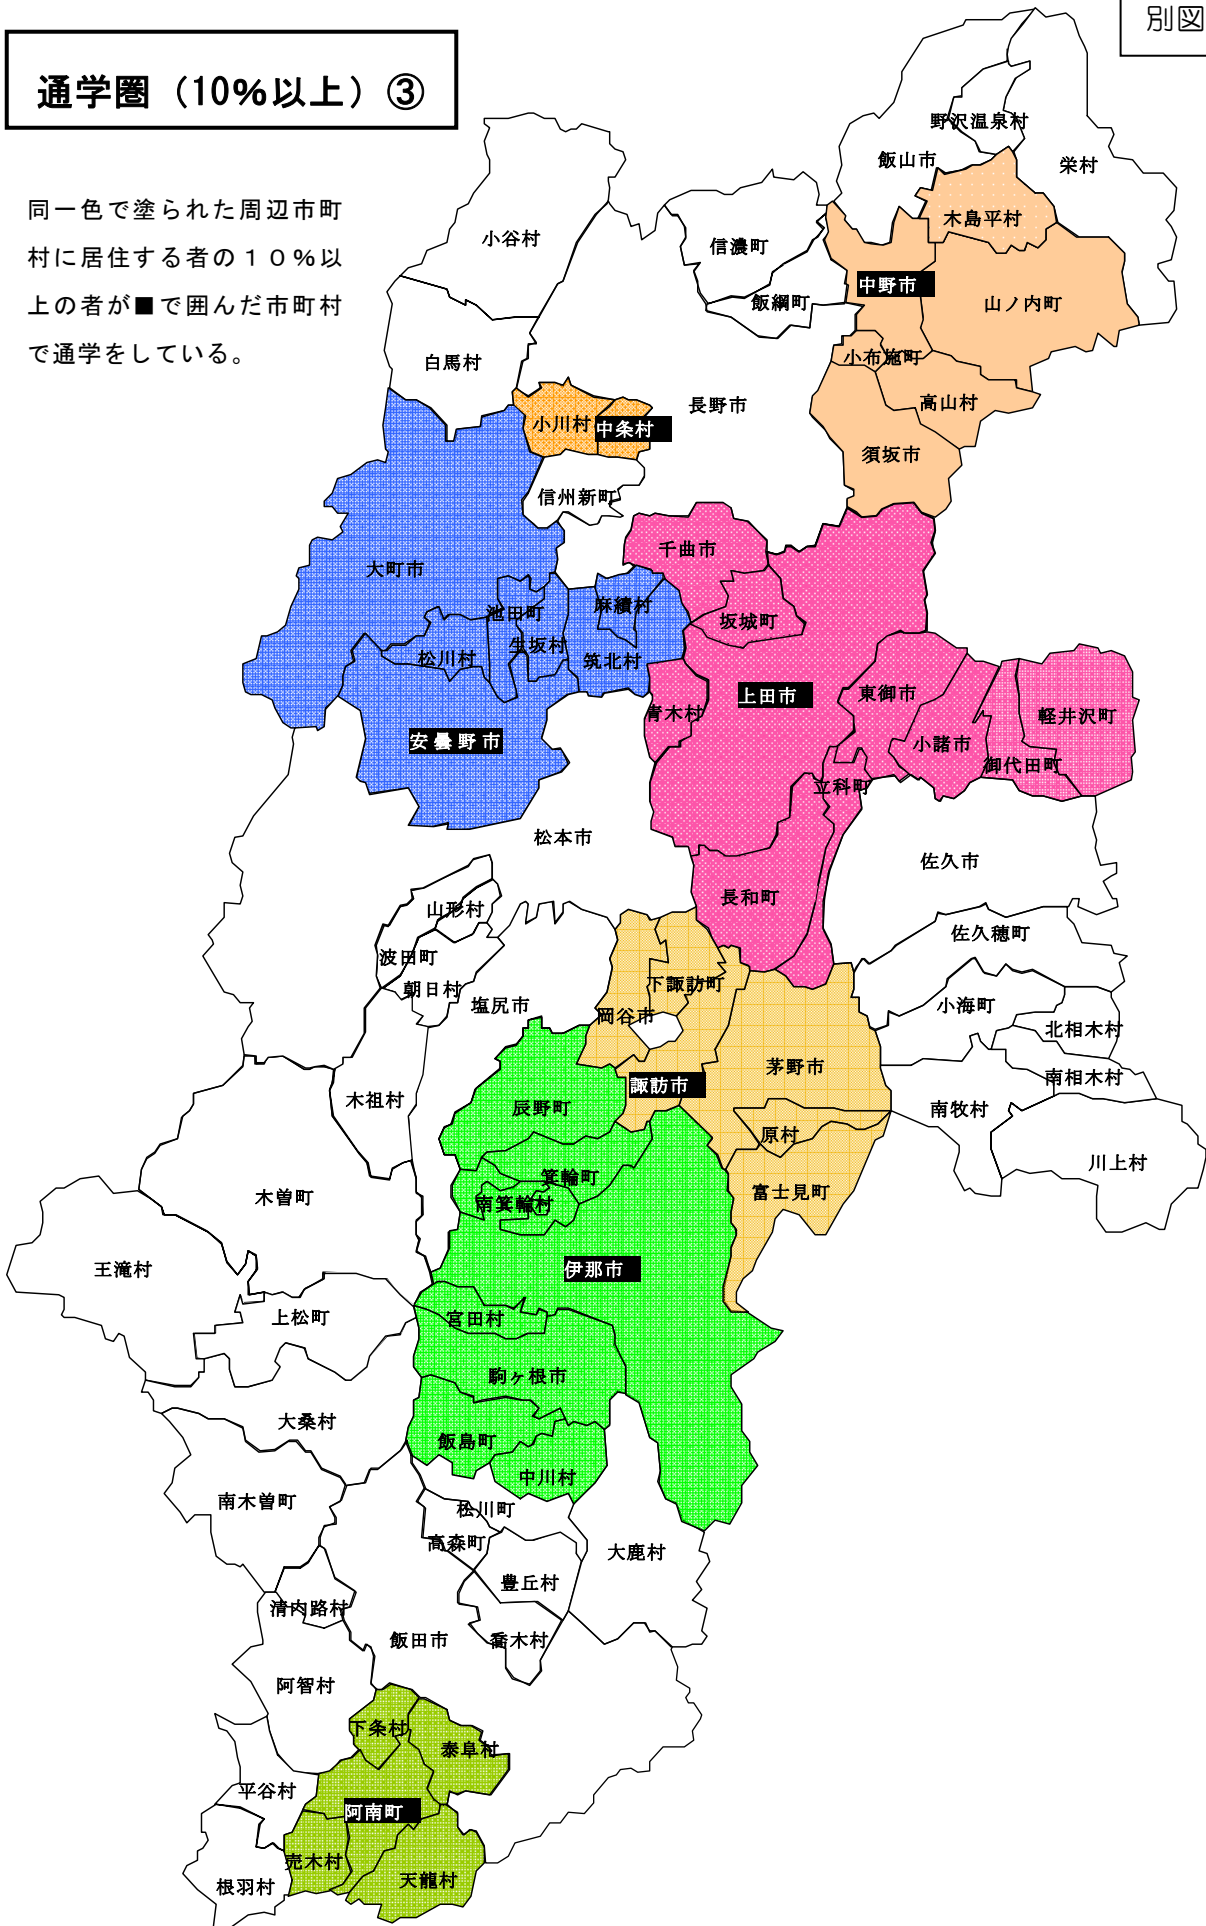 別図
通学圏（10％以上）③
同一色で塗られた周辺市町
村に居住する者の１０％以
上の者が■で囲んだ市町村
で通学をしている。
野沢温泉村
飯山市
栄村
木島平村
小谷村
信濃町
中野市
飯綱町
山ノ内町
白馬村
小布施町
高山村
長野市
小川村
中条村
須坂市
信州新町
千曲市
大町市
麻績村
池田町
坂城町
生坂村
松川村
筑北村
上田市
東御市
青木村
軽井沢町
安曇野市
小諸市
御代田町
立科町
松本市
佐久市
長和町
山形村
佐久穂町
波田町
朝日村
下諏訪町
塩尻市
小海町
岡谷市
北相木村
茅野市
南相木村
諏訪市
木祖村
辰野町
南牧村
原村
川上村
箕輪町
富士見町
木曽町
南箕輪村
王滝村
伊那市
上松町
宮田村
駒ヶ根市
大桑村
飯島町
中川村
南木曽町
松川町
高森町
大鹿村
豊丘村
清内路村
飯田市
喬木村
阿智村
下条村
泰阜村
平谷村
阿南町
売木村
天龍村
根羽村